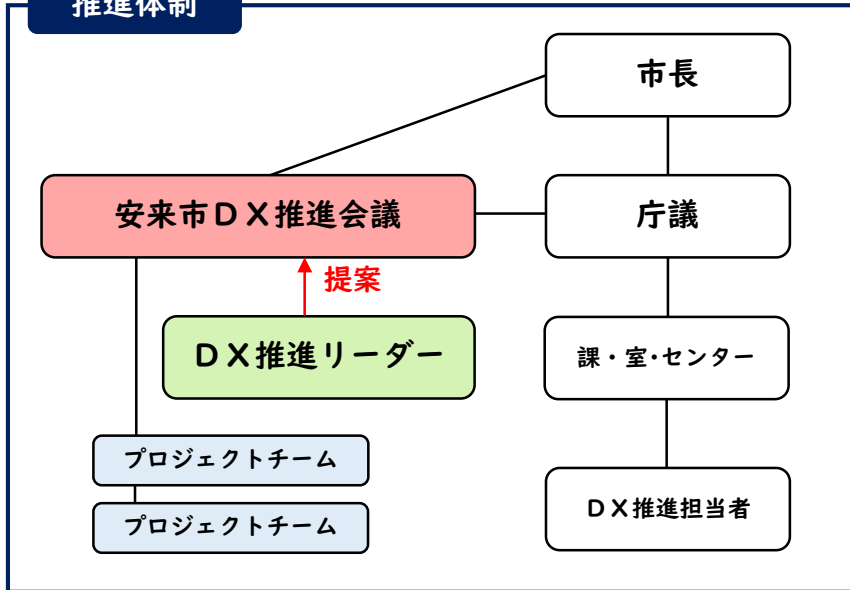 推進体制
市長
安来市ＤＸ推進会議
庁議
提案
ＤＸ推進リーダー
課・室・センター
プロジェクトチーム
プロジェクトチーム
ＤＸ推進担当者